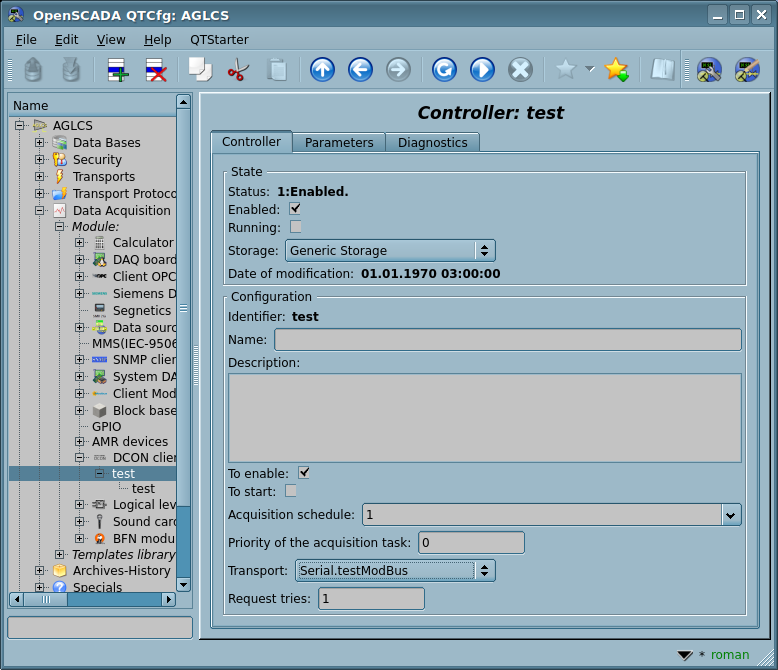 OpenSCADA QTCfg: AGLCS
File Edit View Help QTStarter
Name
AGLCS
Data Bases
Security
Transports
Transport Protoco
Data Acquisition
Module:
Calculator
DAQ board
Client OPC
Siemens D
Segnetics
Data sourc
MMS(IEC-9506
SNMP clien
System DA
Client Mod
Block base
GPIO
AMR devices
DCON clien
test
test
Logical lev
Sound card
BFN modu
Templates library
Archives-History
Specials
Controller: test
Controller Parameters Diagnostics
State
Status: 1:Enabled.
Enabled:
Running:
Storage: Generic Storage
Date of modification: 01.01.1970 03:00:00
Configuration
Identifier: test
Name:
Description:
To enable:
To start:
Acquisition schedule: 1
Priority of the acquisition task: 0
Transport: Serial.testModBus
Request tries: 1
* roman